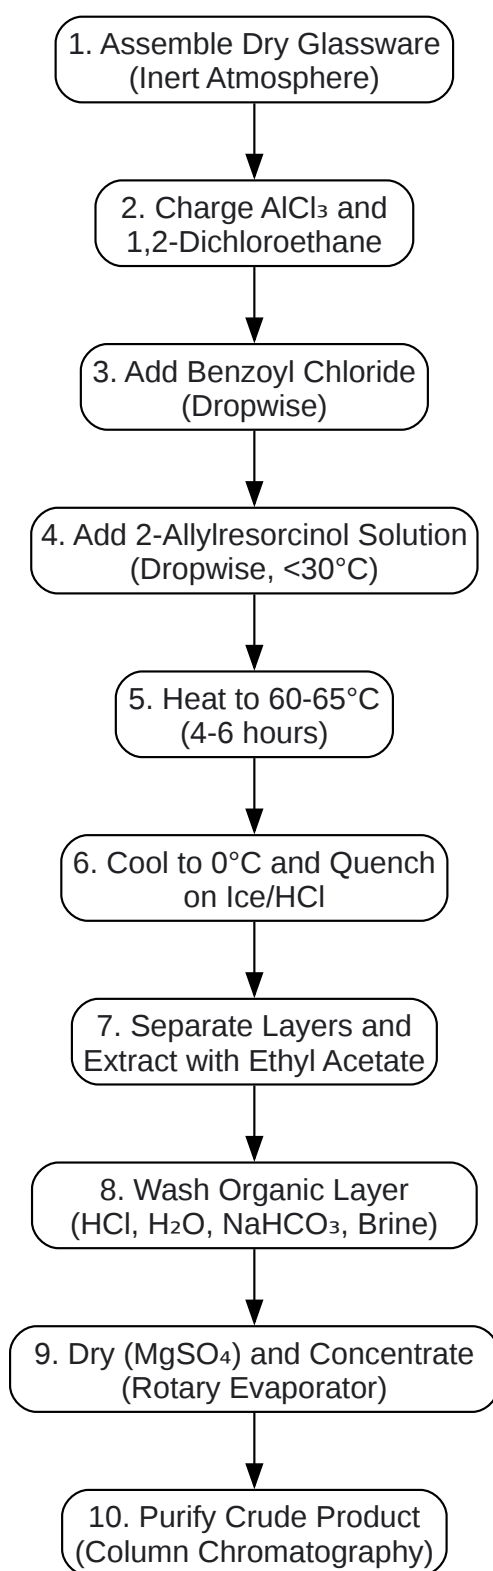 1. Assemble Dry Glassware
(Inert Atmosphere)
2. Charge AlCl₃ and
1,2-Dichloroethane
3. Add Benzoyl Chloride
(Dropwise)
4. Add 2-Allylresorcinol Solution
(Dropwise, <30°C)
5. Heat to 60-65°C
(4-6 hours)
6. Cool to 0°C and Quench
on Ice/HCl
7. Separate Layers and
Extract with Ethyl Acetate
8. Wash Organic Layer
(HCl, H₂O, NaHCO₃, Brine)
9. Dry (MgSO₄) and Concentrate
(Rotary Evaporator)
10. Purify Crude Product
(Column Chromatography)